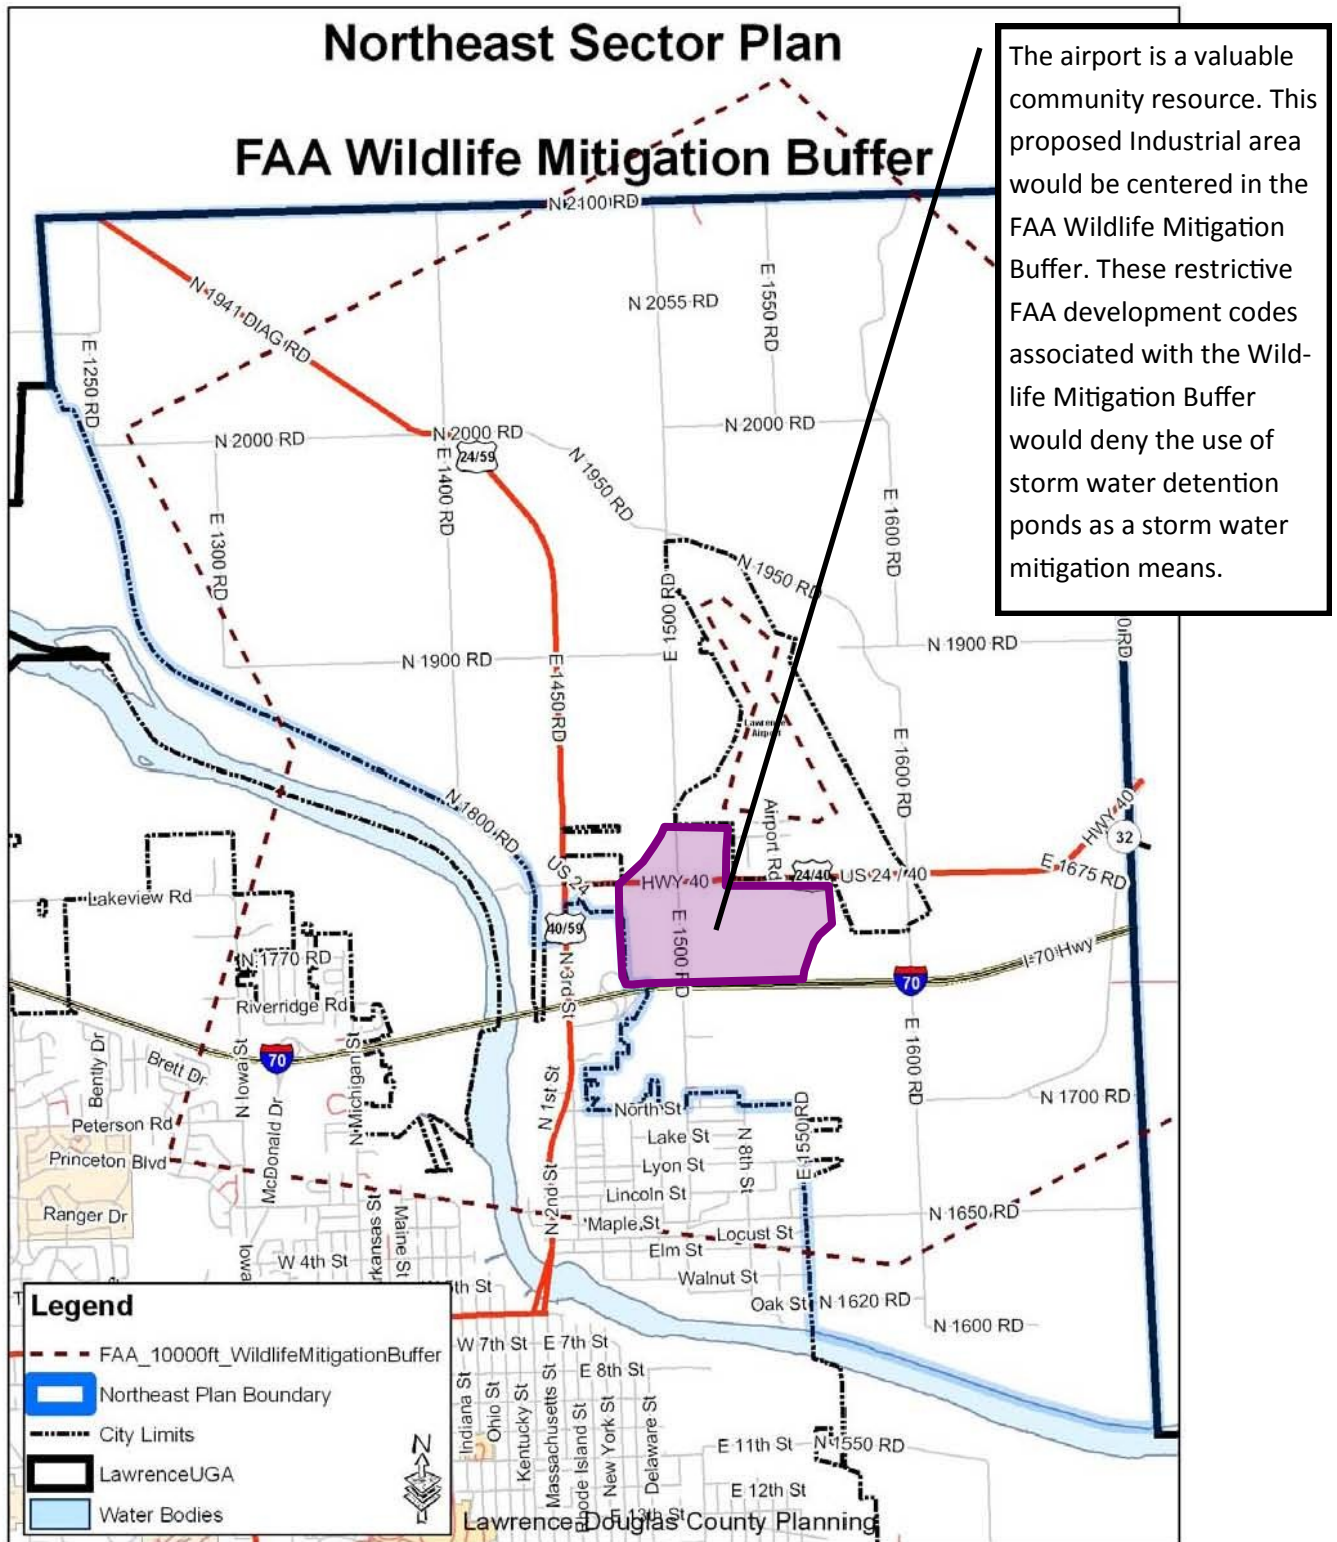 Northeast Sector Plan
FAA Wildlife Mitigation Buffer
The airport is a valuable
community resource. This
proposed Industrial area
would be centered in the
FAA Wildlife Mitigation
Buffer. These restrictive
FAA development codes
associated with the Wild-
life Mitigation Buffer
would deny the use of
storm water detention
ponds as a storm water
mitigation means.
N 2100 RD
N 1941 DIAG RD
E 1250 RD
N 2055 RD
E 1550 RD
N 2000 RD
N 2000 RD
N 2000 RD
24/59
E 1400 RD
N 1950 RD
E 1300 RD
E 1600 RD
N 1950 RD
E 1500 RD
N 1900 RD
N 1900 RD
E 1450 RD
Lawrence
Airport
E 1600 RD
N 1800 RD
Airport Rd
HWY 40
32
US 24
HWY 40
24/40
US 24 / 40
E 1675 RD
Lakeview Rd
40/59
E 1500 RD
N 1770 RD
N 3rd St
I-70 Hwy
70
Riverridge Rd
70
Bently Dr
Brett Dr
N Iowa St
McDonald Dr
N Michigan St
N 1st St
E 1600 RD
N 1700 RD
Peterson Rd
North St
E 1550 RD
Lake St
N 8th St
Princeton Blvd
Lyon St
Lincoln St
Ranger Dr
Maine St
N 2nd St
Maple St
Locust St
N 1650 RD
Elm St
W 4th St
Iowa
Walnut St
Oak St
N 1620 RD
N 1600 RD
Legend
FAA_10000ft_WildlifeMitigationBuffer
Northeast Plan Boundary
City Limits
LawrenceUGA
Water Bodies
N
W 7th St
E 7th St
E 8th St
Indiana St
Ohio St
Kentucky St
Massachusetts St
Rhode Island St
New York St
Delaware St
E 11th St
N 1550 RD
E 12th St
E 13th St
Lawrence-Douglas County Planning